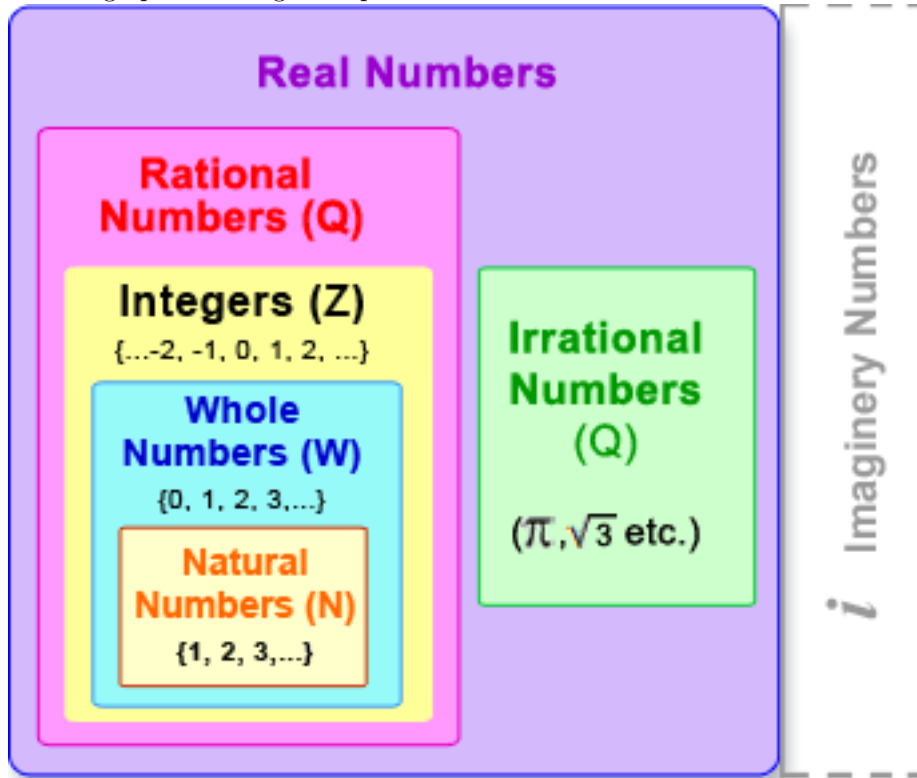 Real Numbers
Rational
Numbers (Q)
Integers (Z)
{...-2, -1, 0, 1, 2, ...}
Whole
Numbers (W)
{0, 1, 2, 3,...}
Natural
Numbers (N)
{1, 2, 3,...}
Irrational
Numbers
(Q)
(π,√3 etc.)
i Imaginery Numbers